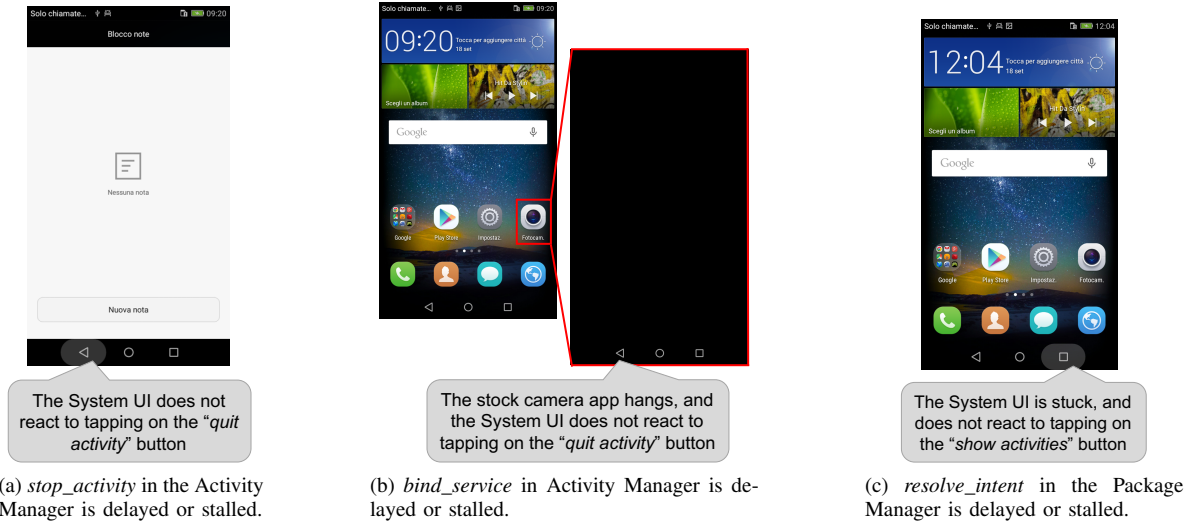 Solo chiamate... 09:20
Blocco note
Nessuna nota
Nuova nota
The System UI does not
react to tapping on the “quit
activity” button
(a) stop_activity in the Activity
Manager is delayed or stalled.
Solo chiamate... 09:20
09:20 Tocca per aggiungere città
18 set
Hit Da Stylin
Scegli un album
Google
Google Play Store Impostaz. Fotocam.
The stock camera app hangs, and
the System UI does not react to
tapping on the “quit activity” button
(b) bind_service in Activity Manager is de-
layed or stalled.
Solo chiamate... 12:04
12:04 Tocca per aggiungere città
18 set
Hit Da Stylin
Scegli un album
Google
Google Play Store Impostaz. Fotocam.
The System UI is stuck, and
does not react to tapping on
the “show activities” button
(c) resolve_intent in the Package
Manager is delayed or stalled.